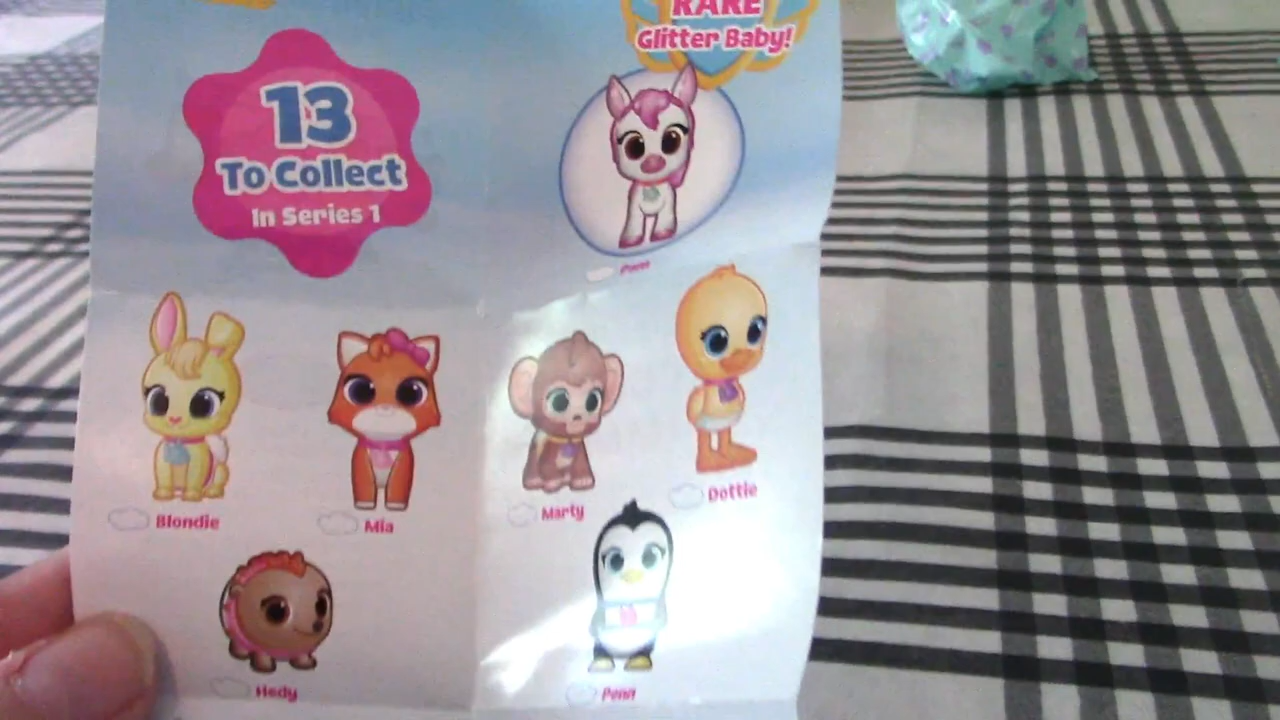 RARE
Glitter Baby!
13
To Collect
In Series 1
Blondie
Mia
Marty
Dottie
Hedy
Penn